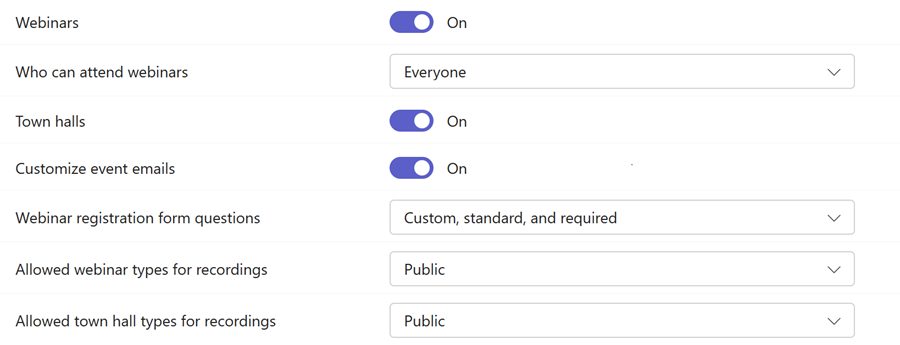 Webinars On
Who can attend webinars Everyone
Town halls On
Customize event emails On
Webinar registration form questions Custom, standard, and required
Allowed webinar types for recordings Public
Allowed town hall types for recordings Public